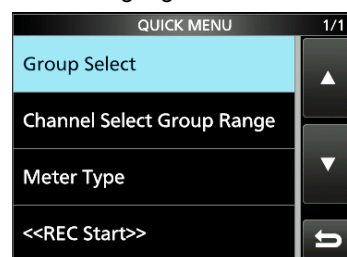 QUICK MENU 1/1
Group Select
Channel Select Group Range
Meter Type
<<REC Start>>